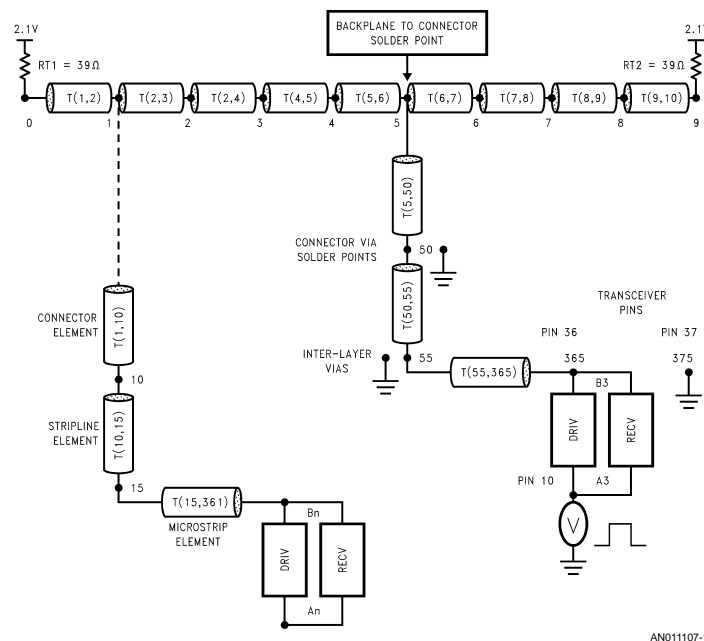 BACKPLANE TO CONNECTOR
SOLDER POINT
2.1V
2.1V
RT1 = 39Ω
RT2 = 39Ω
T(1,2)
T(2,3)
T(2,4)
T(4,5)
T(5,6)
T(6,7)
T(7,8)
T(8,9)
T(9,10)
0
1
2
3
4
5
6
7
8
9
T(5,50)
CONNECTOR VIA
SOLDER POINTS
50
T(50,55)
INTER-LAYER
VIAS
55
T(55,365)
TRANSCEIVER
PINS
PIN 36
365
PIN 37
375
B3
DRIV
RECV
PIN 10
A3
V
CONNECTOR
ELEMENT
T(1,10)
10
STRIPLINE
ELEMENT
T(10,15)
15
T(15,361)
MICROSTRIP
ELEMENT
Bn
DRIV
RECV
An